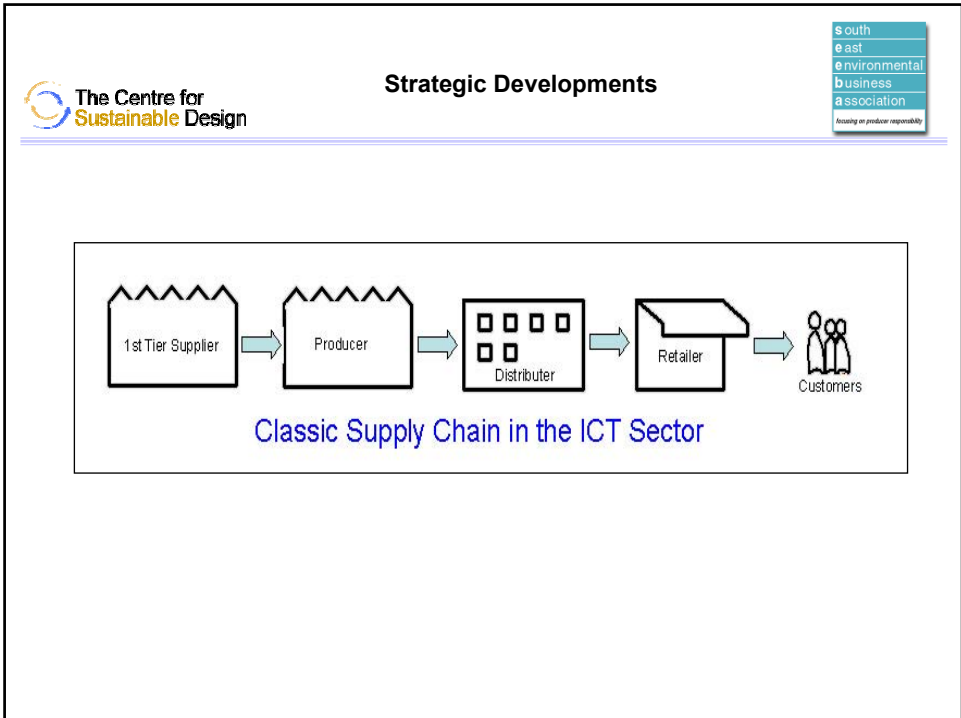 The Centre for
Sustainable Design
Strategic Developments
south
east
environmental
business
association
focusing on producer responsibility
1st Tier Supplier
Producer
Distributer
Retailer
Customers
Classic Supply Chain in the ICT Sector